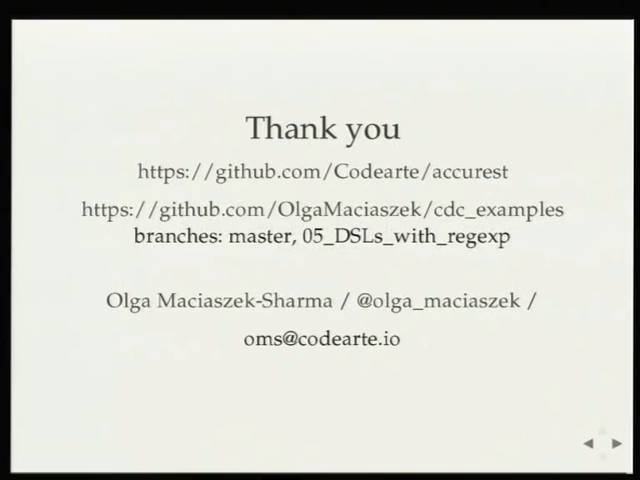 Thank you
https://github.com/Codearte/accurest
https://github.com/OlgaMaciaszek/cdc_examples
branches: master, 05_DSLs_with_regexp
Olga Maciaszek-Sharma / @olga_maciaszek /
oms@codearte.io